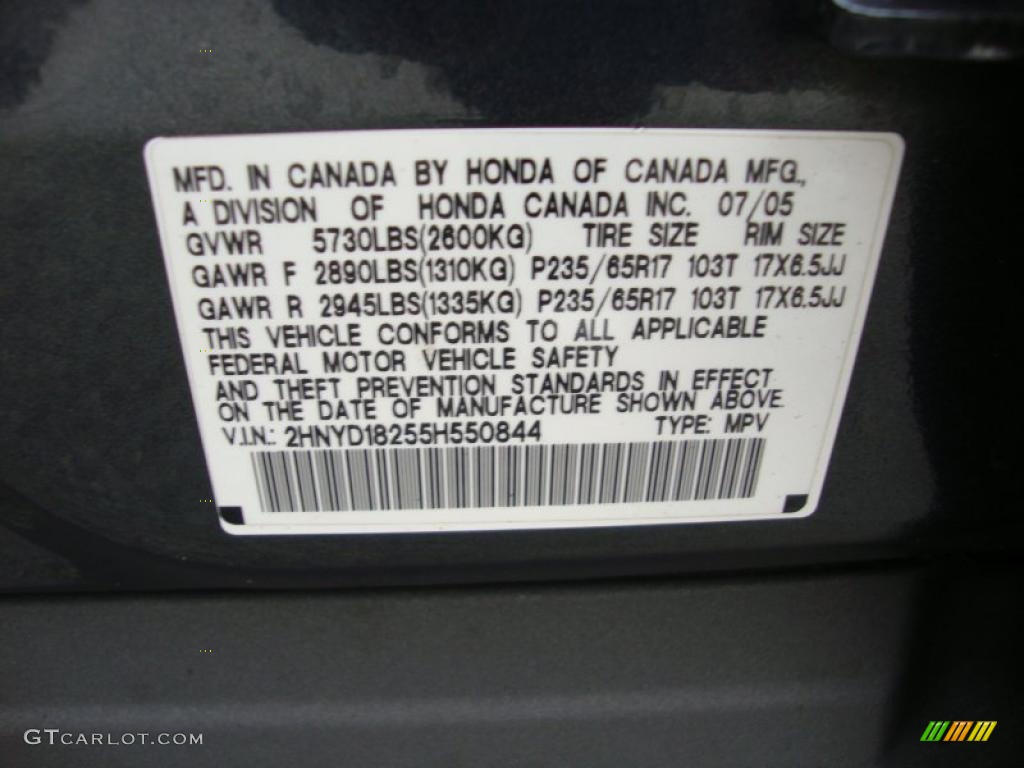 MFD. IN CANADA BY HONDA OF CANADA MFG.,
A DIVISION OF HONDA CANADA INC. 07/05
GVWR 5730LBS(2600KG) TIRE SIZE RIM SIZE
GAWR F 2890LBS(1310KG) P235/65R17 103T 17X6.5JJ
GAWR R 2945LBS(1335KG) P235/65R17 103T 17X6.5JJ
THIS VEHICLE CONFORMS TO ALL APPLICABLE
FEDERAL MOTOR VEHICLE SAFETY
AND THEFT PREVENTION STANDARDS IN EFFECT
ON THE DATE OF MANUFACTURE SHOWN ABOVE.
V.I.N.: 2HNYD18255H550844 TYPE: MPV
GTCARLOT.COM